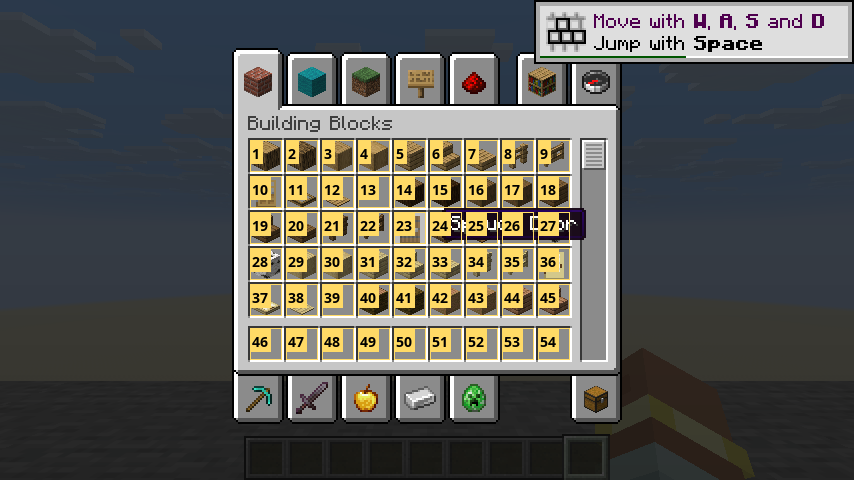 Move with W, A, S and D
Jump with Space
Building Blocks
1 2 3 4 5 6 7 8 9
10 11 12 13 14 15 16 17 18
Spruce Door
19 20 21 22 23 24 25 26 27
28 29 30 31 32 33 34 35 36
37 38 39 40 41 42 43 44 45
46 47 48 49 50 51 52 53 54